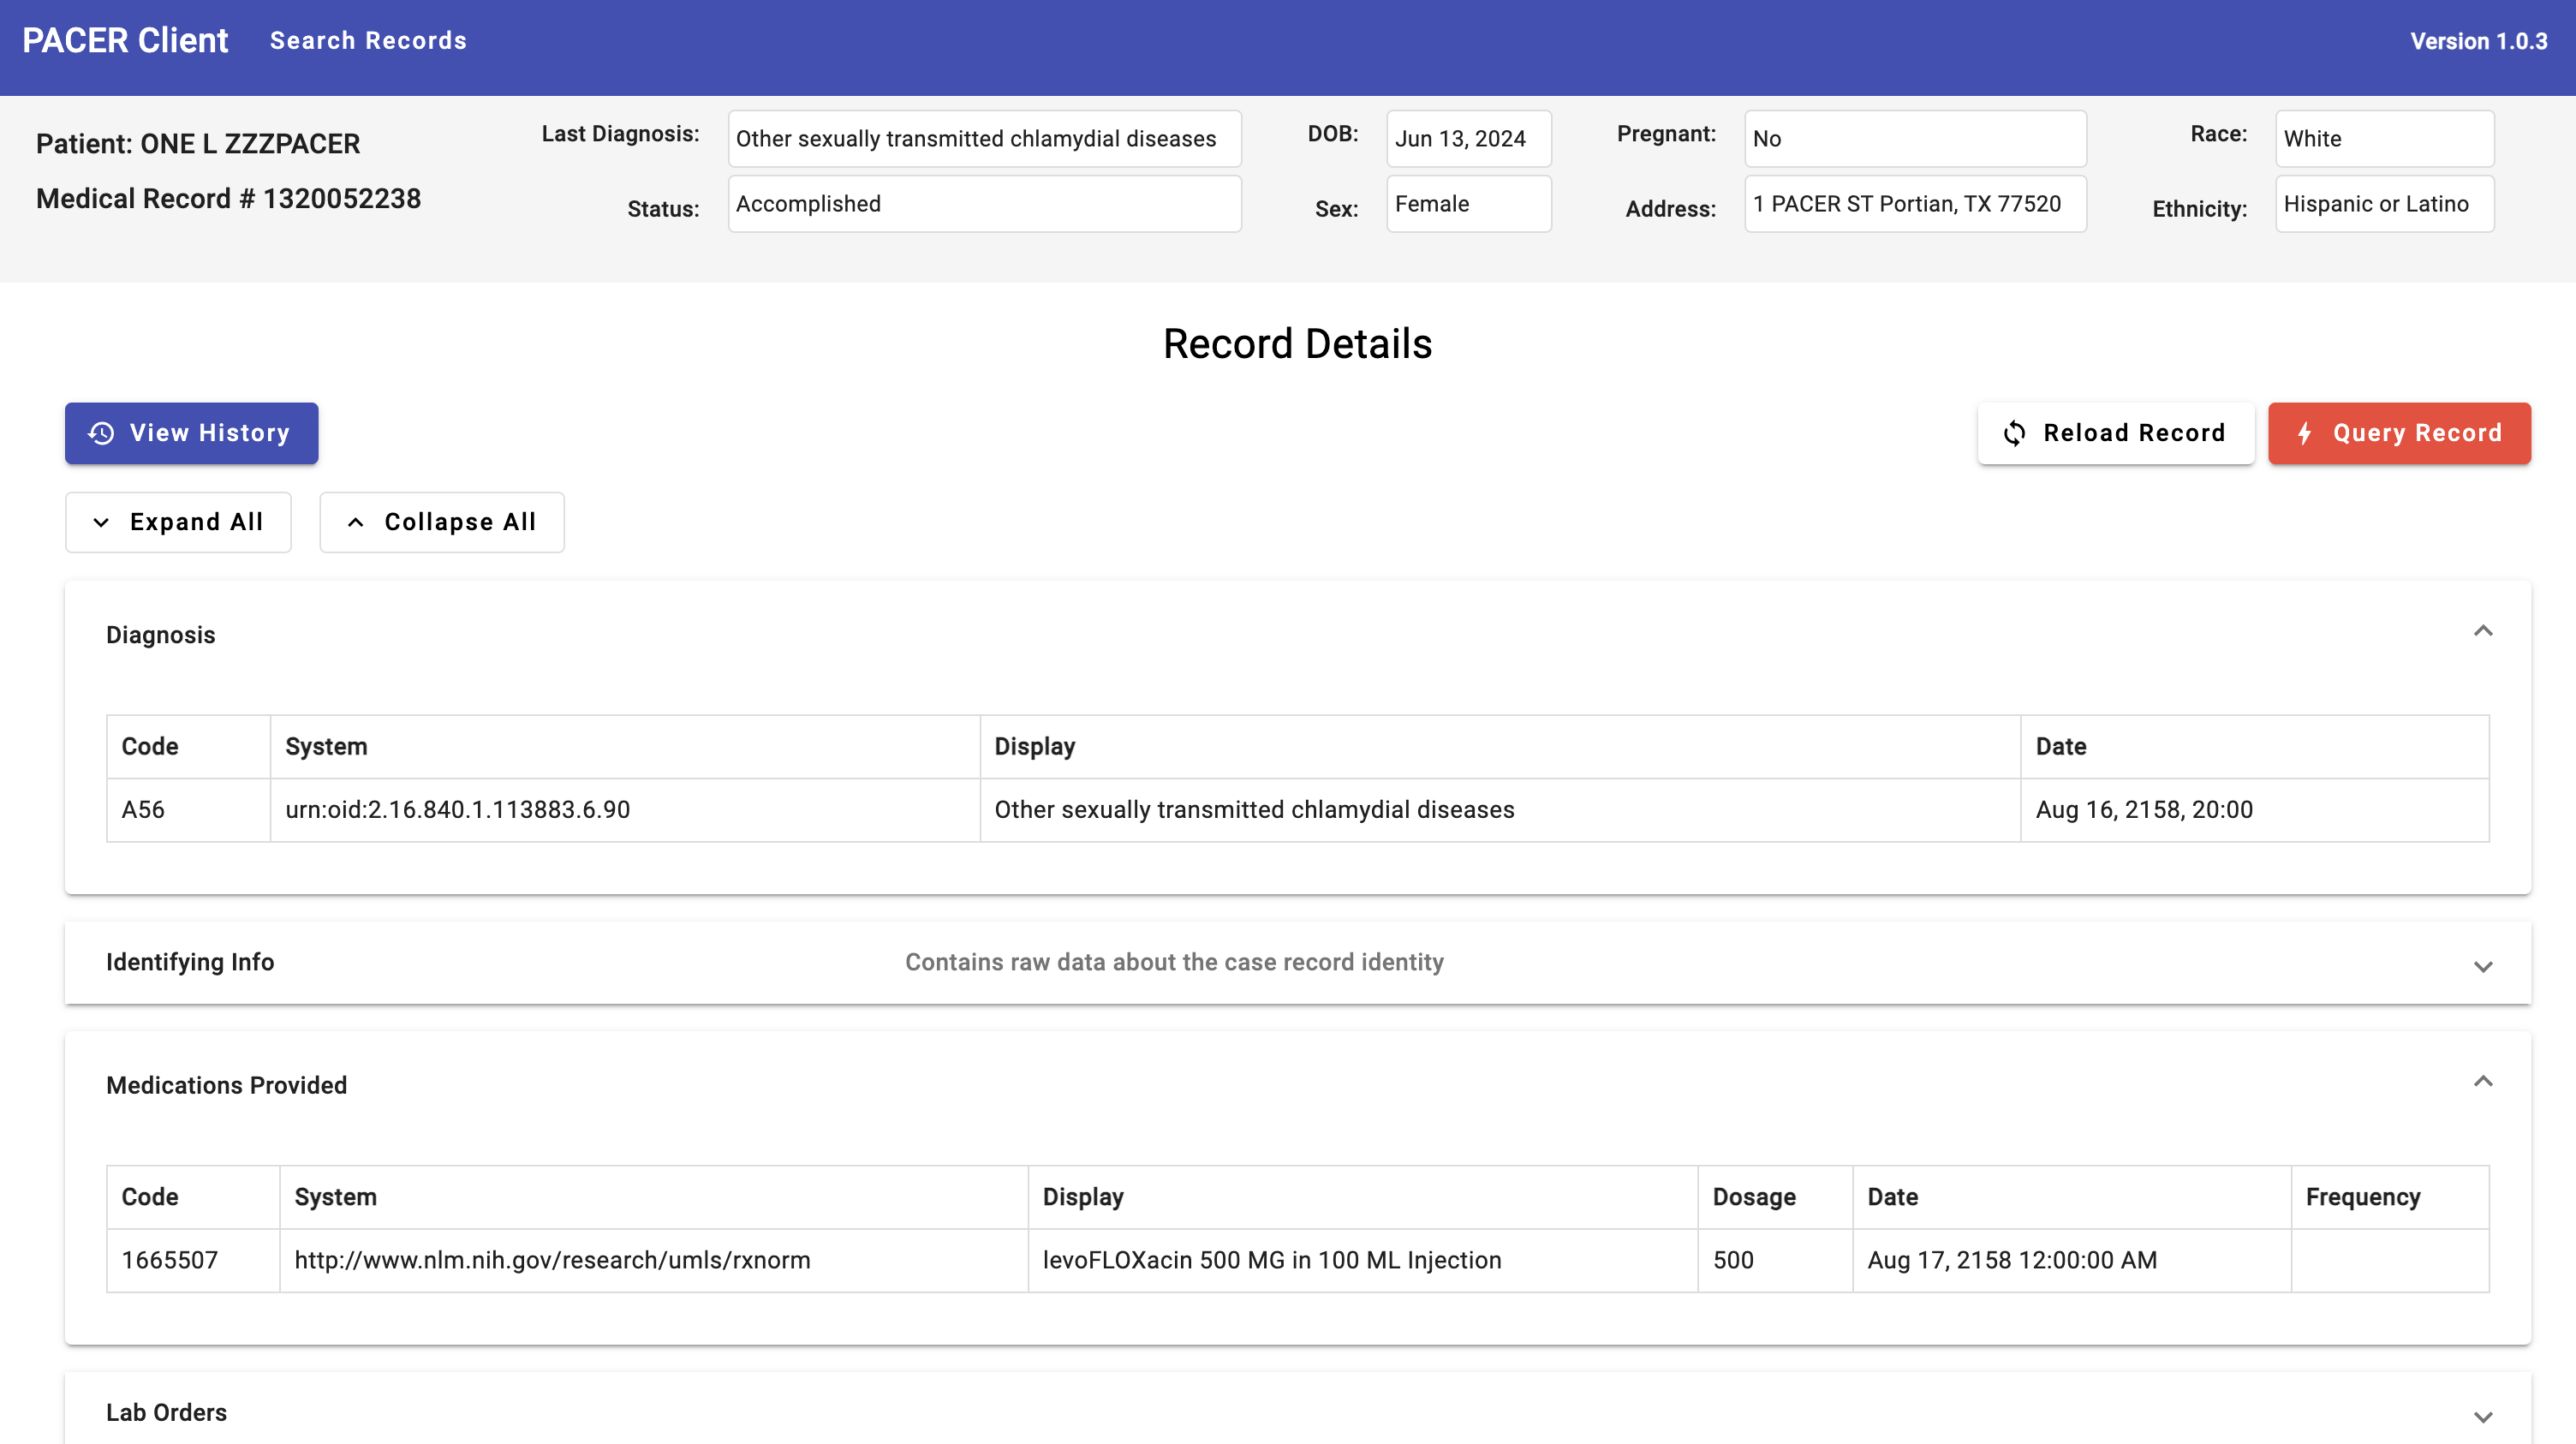 PACER Client Search Records Version 1.0.3
Patient: ONE L ZZZPACER
Medical Record # 1320052238
Last Diagnosis: Other sexually transmitted chlamydial diseases
Status: Accomplished
DOB: Jun 13, 2024
Sex: Female
Pregnant: No
Address: 1 PACER ST Portian, TX 77520
Race: White
Ethnicity: Hispanic or Latino
Record Details
View History Reload Record Query Record
Expand All Collapse All
Diagnosis
Code System Display Date
A56 urn:oid:2.16.840.1.113883.6.90 Other sexually transmitted chlamydial diseases Aug 16, 2158, 20:00
Identifying Info Contains raw data about the case record identity
Medications Provided
Code System Display Dosage Date Frequency
1665507 http://www.nlm.nih.gov/research/umls/rxnorm levoFLOXacin 500 MG in 100 ML Injection 500 Aug 17, 2158 12:00:00 AM
Lab Orders